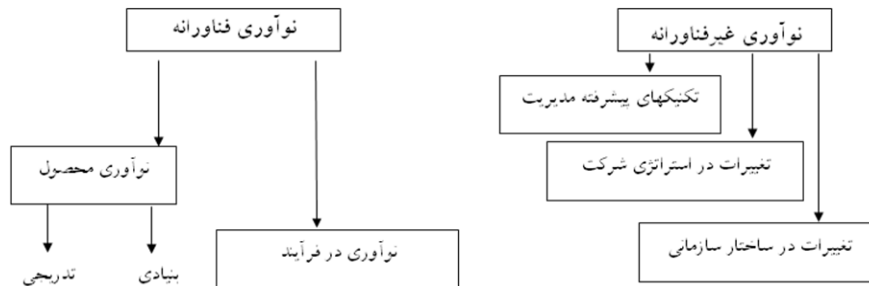 نوآوری غیرفناورانه
تکنیکهای پیشرفته مدیریت
تغییرات در استراتژی شرکت
تغییرات در ساختار سازمانی
نوآوری فناورانه
نوآوری محصول
نوآوری در فرآیند
بنیادی
تدریجی